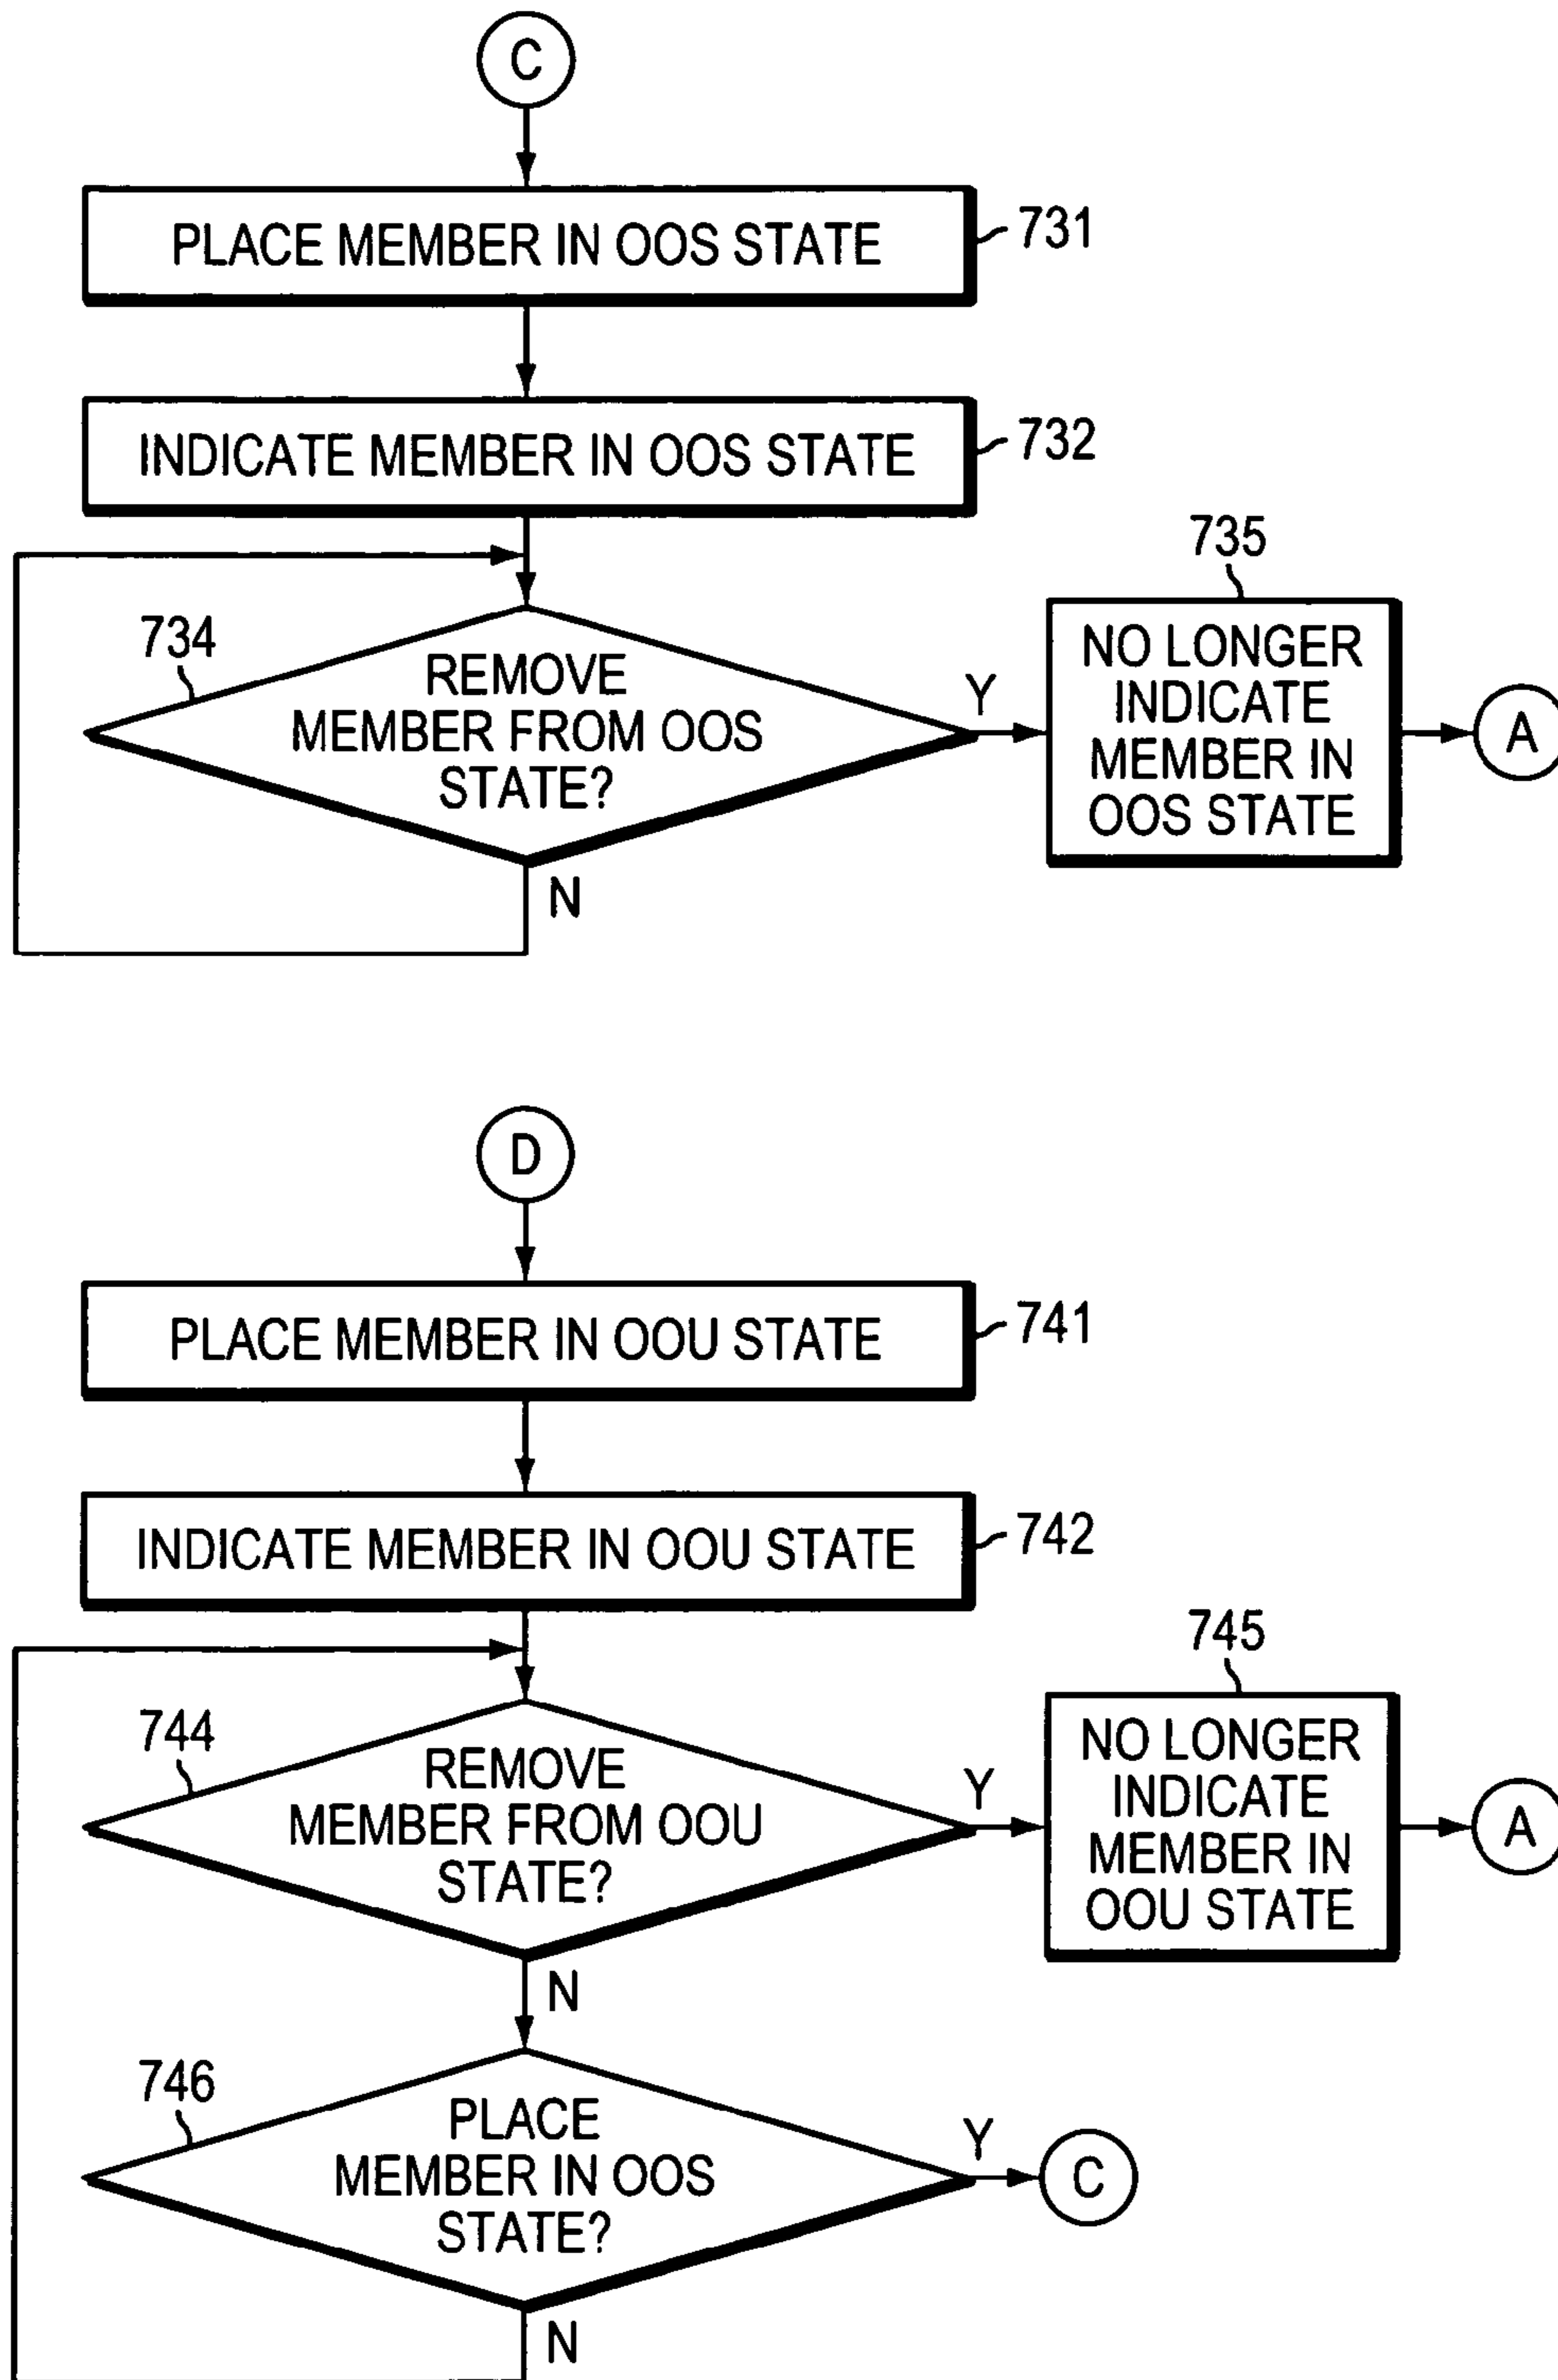 C
PLACE MEMBER IN OOS STATE
731
INDICATE MEMBER IN OOS STATE
732
735
734
REMOVE
MEMBER FROM OOS
STATE?
Y
NO LONGER
INDICATE
MEMBER IN
OOS STATE
A
N
D
PLACE MEMBER IN OOU STATE
741
INDICATE MEMBER IN OOU STATE
742
745
744
REMOVE
MEMBER FROM OOU
STATE?
Y
NO LONGER
INDICATE
MEMBER IN
OOU STATE
A
N
746
PLACE
MEMBER IN OOS
STATE?
Y
C
N